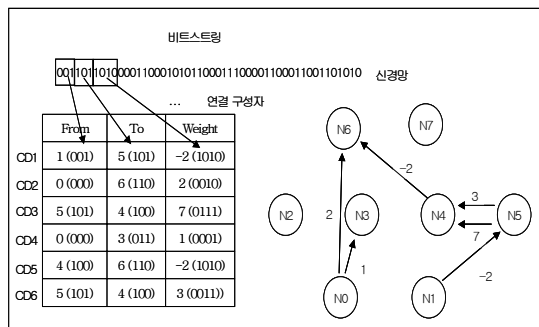 비트스트링
00110110100001100010101100011100001100011001101010
신경망
... 연결 구성자
From To Weight
CD1 1 (001) 5 (101) -2 (1010)
CD2 0 (000) 6 (110) 2 (0010)
CD3 5 (101) 4 (100) 7 (0111)
CD4 0 (000) 3 (011) 1 (0001)
CD5 4 (100) 6 (110) -2 (1010)
CD6 5 (101) 4 (100) 3 (0011))
N6 N7
-2
3
N2 2 N3 N4 N5
7
1 -2
N0 N1